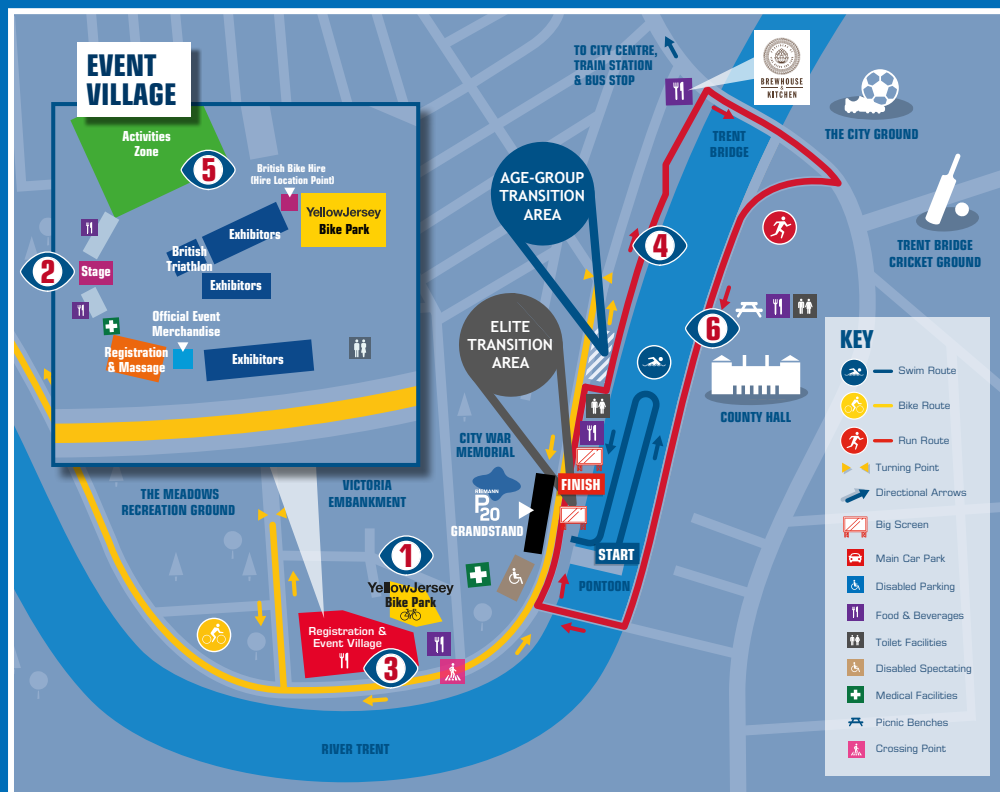 EVENT
VILLAGE
Activities
Zone
5
British Bike Hire
(Hire Location Point)
YellowJersey
Bike Park
Exhibitors
British
Triathlon
Exhibitors
2
Stage
Official Event
Merchandise
Registration
& Massage
Exhibitors
TO CITY CENTRE,
TRAIN STATION
& BUS STOP
BREWHOUSE
&
KITCHEN
THE CITY GROUND
TRENT
BRIDGE
AGE-GROUP
TRANSITION
AREA
4
TRENT BRIDGE
CRICKET GROUND
ELITE
TRANSITION
AREA
6
COUNTY HALL
CITY WAR
MEMORIAL
THE MEADOWS
RECREATION GROUND
VICTORIA
EMBANKMENT
P
20
GRANDSTAND
FINISH
START
PONTOON
1
YellowJersey
Bike Park
Registration &
Event Village
3
RIVER TRENT
KEY
Swim Route
Bike Route
Run Route
Turning Point
Directional Arrows
Big Screen
Main Car Park
Disabled Parking
Food & Beverages
Toilet Facilities
Disabled Spectating
Medical Facilities
Picnic Benches
Crossing Point